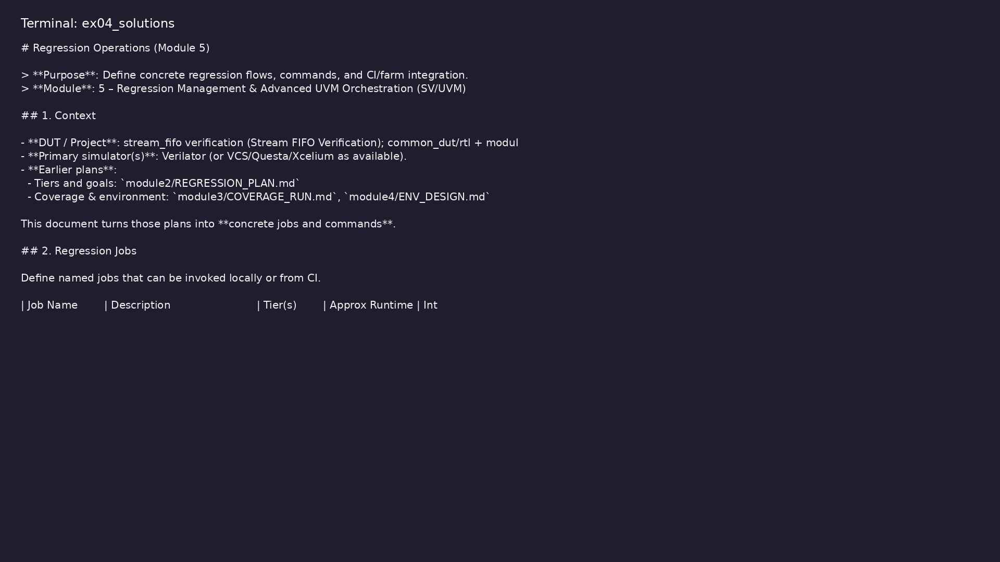 Terminal: ex04_solutions
# Regression Operations (Module 5)
> **Purpose**: Define concrete regression flows, commands, and CI/farm integration.
> **Module**: 5 – Regression Management & Advanced UVM Orchestration (SV/UVM)
## 1. Context
- **DUT / Project**: stream_fifo verification (Stream FIFO Verification); common_dut/rtl + modul
- **Primary simulator(s)**: Verilator (or VCS/Questa/Xcelium as available).
- **Earlier plans**:
  - Tiers and goals: `module2/REGRESSION_PLAN.md`
  - Coverage & environment: `module3/COVERAGE_RUN.md`, `module4/ENV_DESIGN.md`
This document turns those plans into **concrete jobs and commands**.
## 2. Regression Jobs
Define named jobs that can be invoked locally or from CI.
| Job Name        | Description                          | Tier(s)        | Approx Runtime | Int